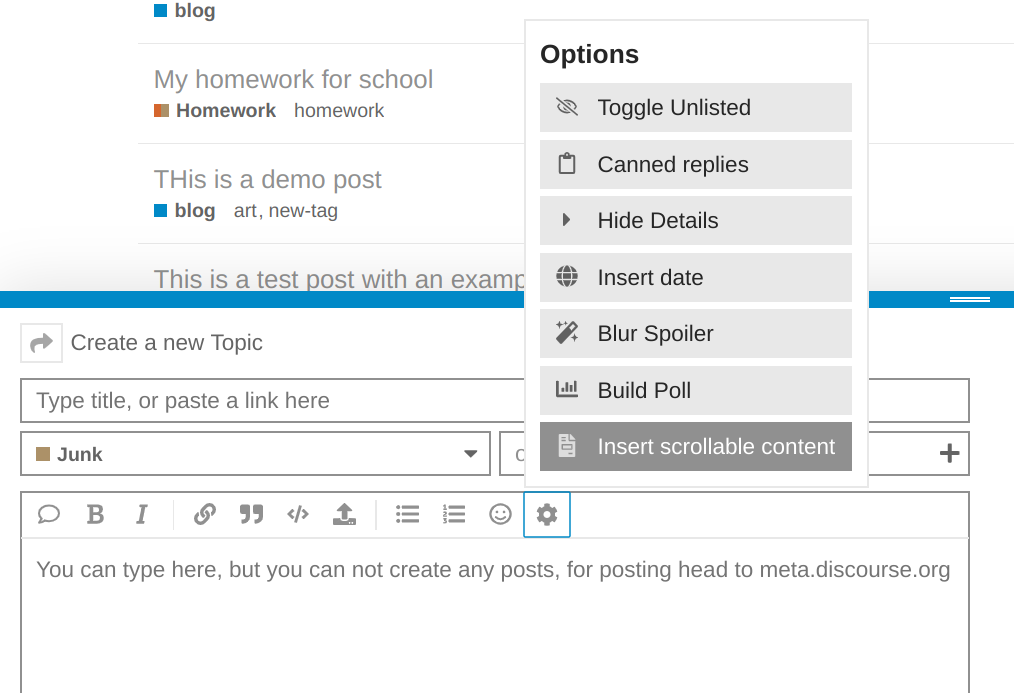 blog
My homework for school
Homework homework
THis is a demo post
blog art, new-tag
This is a test post with an
Options
Toggle Unlisted
Canned replies
Hide Details
Insert date
Blur Spoiler
Build Poll
Insert scrollable content
Create a new Topic
Type title, or paste a link here
Junk
B I
You can type here, but you can not create any posts, for posting head to meta.discourse.org